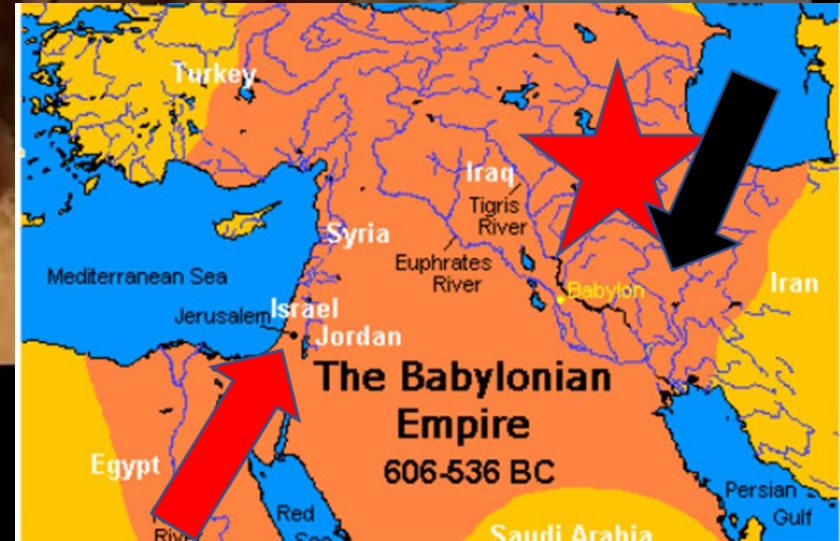 Turkey
Iraq
Tigris
River
Syria
Euphrates
River
Mediterranean Sea
Babylon
Iran
Israel
Jerusalem
Jordan
The Babylonian
Empire
606-536 BC
Egypt
Red
Persian
Gulf
Saudi Arabia